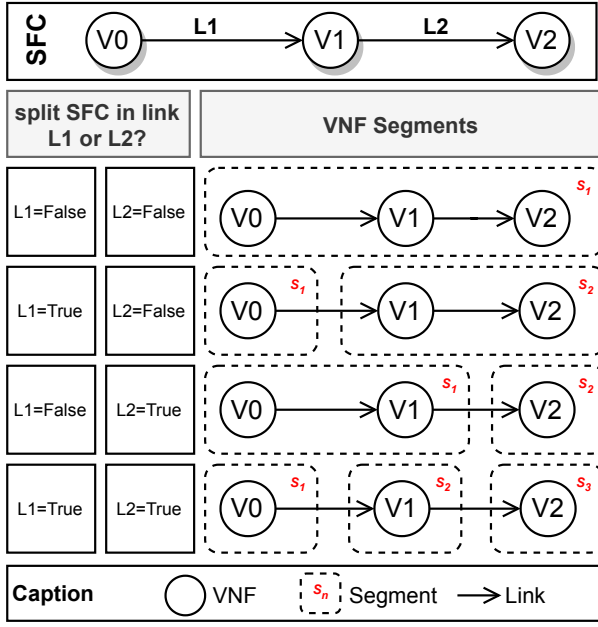 SFC V0 L1 V1 L2 V2
split SFC in link VNF Segments
L1 or L2?
L1=False L2=False V0 V1 V2 S1
L1=True L2=False V0 S1 V1 V2 S2
L1=False L2=True V0 V1 S1 V2 S2
L1=True L2=True V0 S1 V1 S2 V2 S3
Caption VNF Sn Segment Link